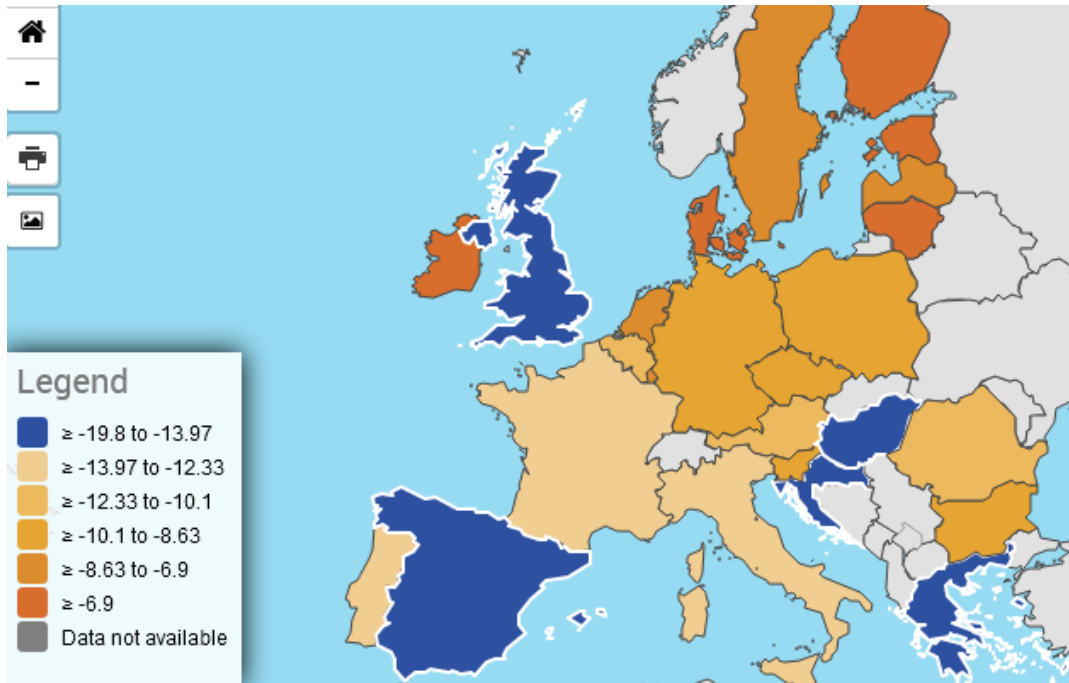 Legend
≥ -19.8 to -13.97
≥ -13.97 to -12.33
≥ -12.33 to -10.1
≥ -10.1 to -8.63
≥ -8.63 to -6.9
≥ -6.9
Data not available